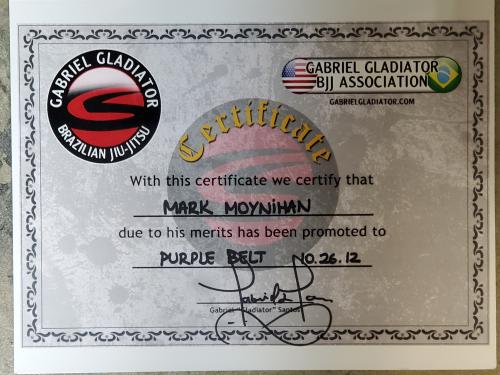 GABRIEL GLADIATOR
BRAZILIAN JIU-JITSU
GABRIEL GLADIATOR
BJJ ASSOCIATION
GABRIELGLADIATOR.COM
Certificate
With this certificate we certify that
MARK MOYNIHAN
due to his merits has been promoted to
PURPLE BELT 10.26.12
Gabriel "Gladiator" Santos